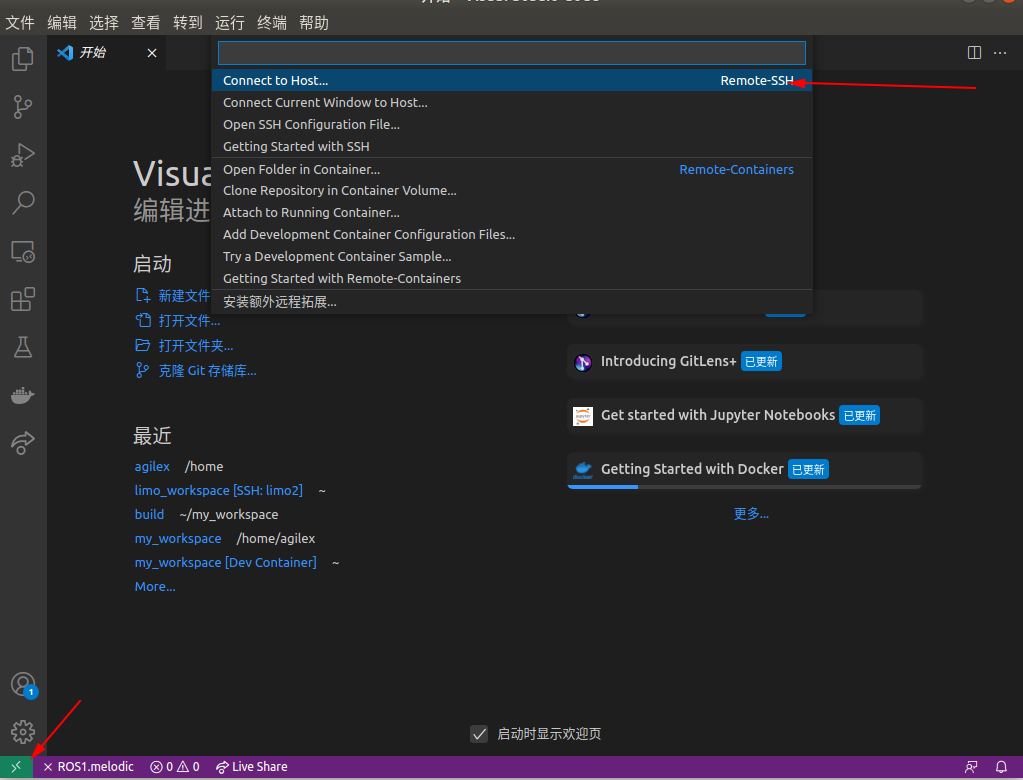 文件 编辑 选择 查看 转到 运行 终端 帮助
开始
Connect to Host... Remote-SSH
Connect Current Window to Host...
Open SSH Configuration File...
Getting Started with SSH
Open Folder in Container... Remote-Containers
Clone Repository in Container Volume...
Attach to Running Container...
Add Development Container Configuration Files...
Try a Development Container Sample...
Getting Started with Remote-Containers
安装额外远程拓展...
编辑进
启动
新建文件
打开文件...
打开文件夹...
克隆 Git 存储库...
最近
agilex /home
limo_workspace [SSH: limo2] ~
build ~/my_workspace
my_workspace /home/agilex
my_workspace [Dev Container] ~
More...
Introducing GitLens+ 已更新
Get started with Jupyter Notebooks 已更新
Getting Started with Docker 已更新
更多...
启动时显示欢迎页
1
ROS1.melodic 0 0 Live Share